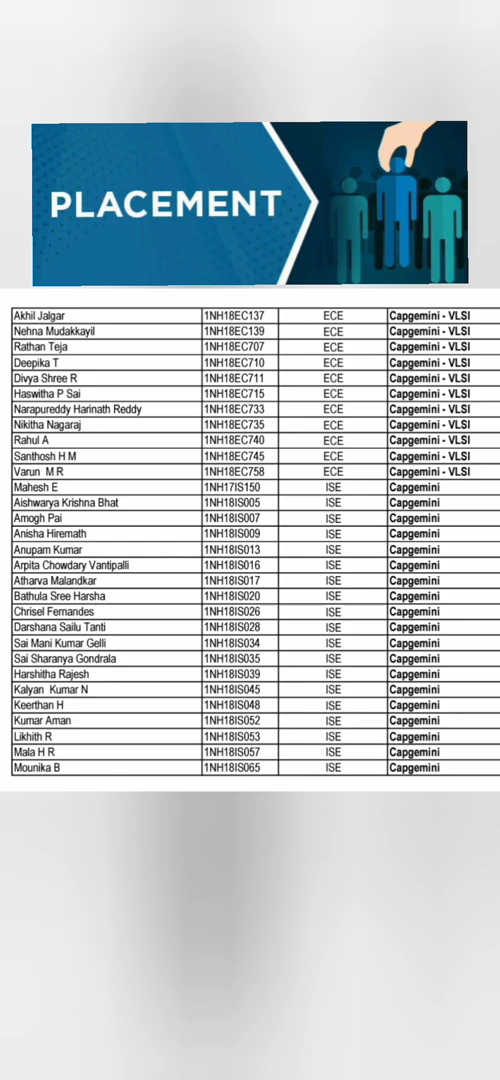 PLACEMENT
Akhil Jalgar 1NH18EC137 ECE Capgemini - VLSI
Nehna Mudakkayil 1NH18EC139 ECE Capgemini - VLSI
Rathan Teja 1NH18EC707 ECE Capgemini - VLSI
Deepika T 1NH18EC710 ECE Capgemini - VLSI
Divya Shree R 1NH18EC711 ECE Capgemini - VLSI
Haswitha P Sai 1NH18EC715 ECE Capgemini - VLSI
Narapureddy Harinath Reddy 1NH18EC733 ECE Capgemini - VLSI
Nikitha Nagaraj 1NH18EC735 ECE Capgemini - VLSI
Rahul A 1NH18EC740 ECE Capgemini - VLSI
Santhosh H M 1NH18EC745 ECE Capgemini - VLSI
Varun M R 1NH18EC758 ECE Capgemini - VLSI
Mahesh E 1NH17IS150 ISE Capgemini
Aishwarya Krishna Bhat 1NH18IS005 ISE Capgemini
Amogh Pai 1NH18IS007 ISE Capgemini
Anisha Hiremath 1NH18IS009 ISE Capgemini
Anupam Kumar 1NH18IS013 ISE Capgemini
Arpita Chowdary Vantipalli 1NH18IS016 ISE Capgemini
Atharva Malandkar 1NH18IS017 ISE Capgemini
Bathula Sree Harsha 1NH18IS020 ISE Capgemini
Chrisel Fernandes 1NH18IS026 ISE Capgemini
Darshana Sailu Tanti 1NH18IS028 ISE Capgemini
Sai Mani Kumar Gelli 1NH18IS034 ISE Capgemini
Sai Sharanya Gondrala 1NH18IS035 ISE Capgemini
Harshitha Rajesh 1NH18IS039 ISE Capgemini
Kalyan Kumar N 1NH18IS045 ISE Capgemini
Keerthan H 1NH18IS048 ISE Capgemini
Kumar Aman 1NH18IS052 ISE Capgemini
Likhith R 1NH18IS053 ISE Capgemini
Mala H R 1NH18IS057 ISE Capgemini
Mounika B 1NH18IS065 ISE Capgemini